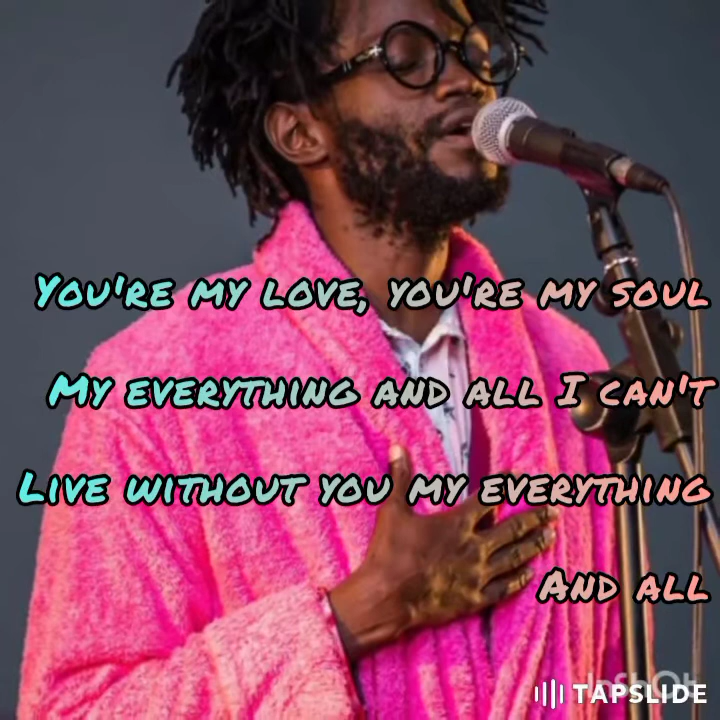 You're my love, you're my soul
My everything and all I can't
Live without you my everything
And all
TAPSLIDE